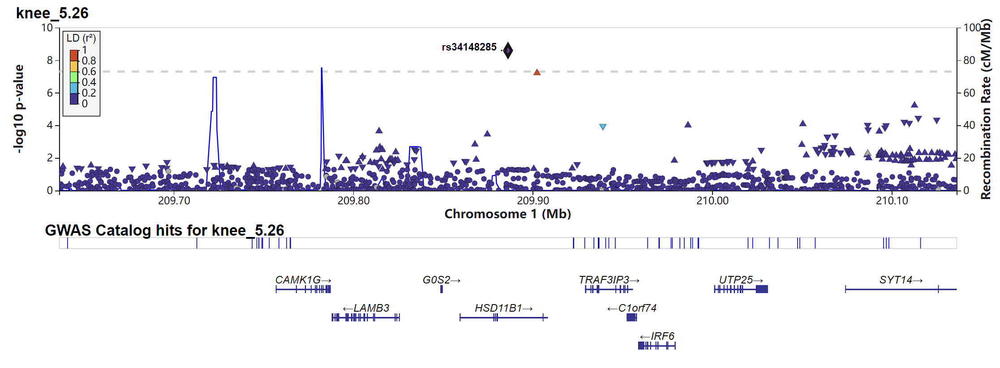 knee_5.26
10
8
6
4
2
0
-log10 p-value
LD (r²)
1
0.8
0.6
0.4
0.2
0
rs34148285
100
80
60
40
20
0
Recombination Rate (cM/Mb)
209.70 209.80 209.90 210.00 210.10
Chromosome 1 (Mb)
GWAS Catalog hits for knee_5.26
CAMK1G→ G0S2→ TRAF3IP3→ UTP25→ SYT14→
←LAMB3 HSD11B1→ ←C1orf74
←IRF6